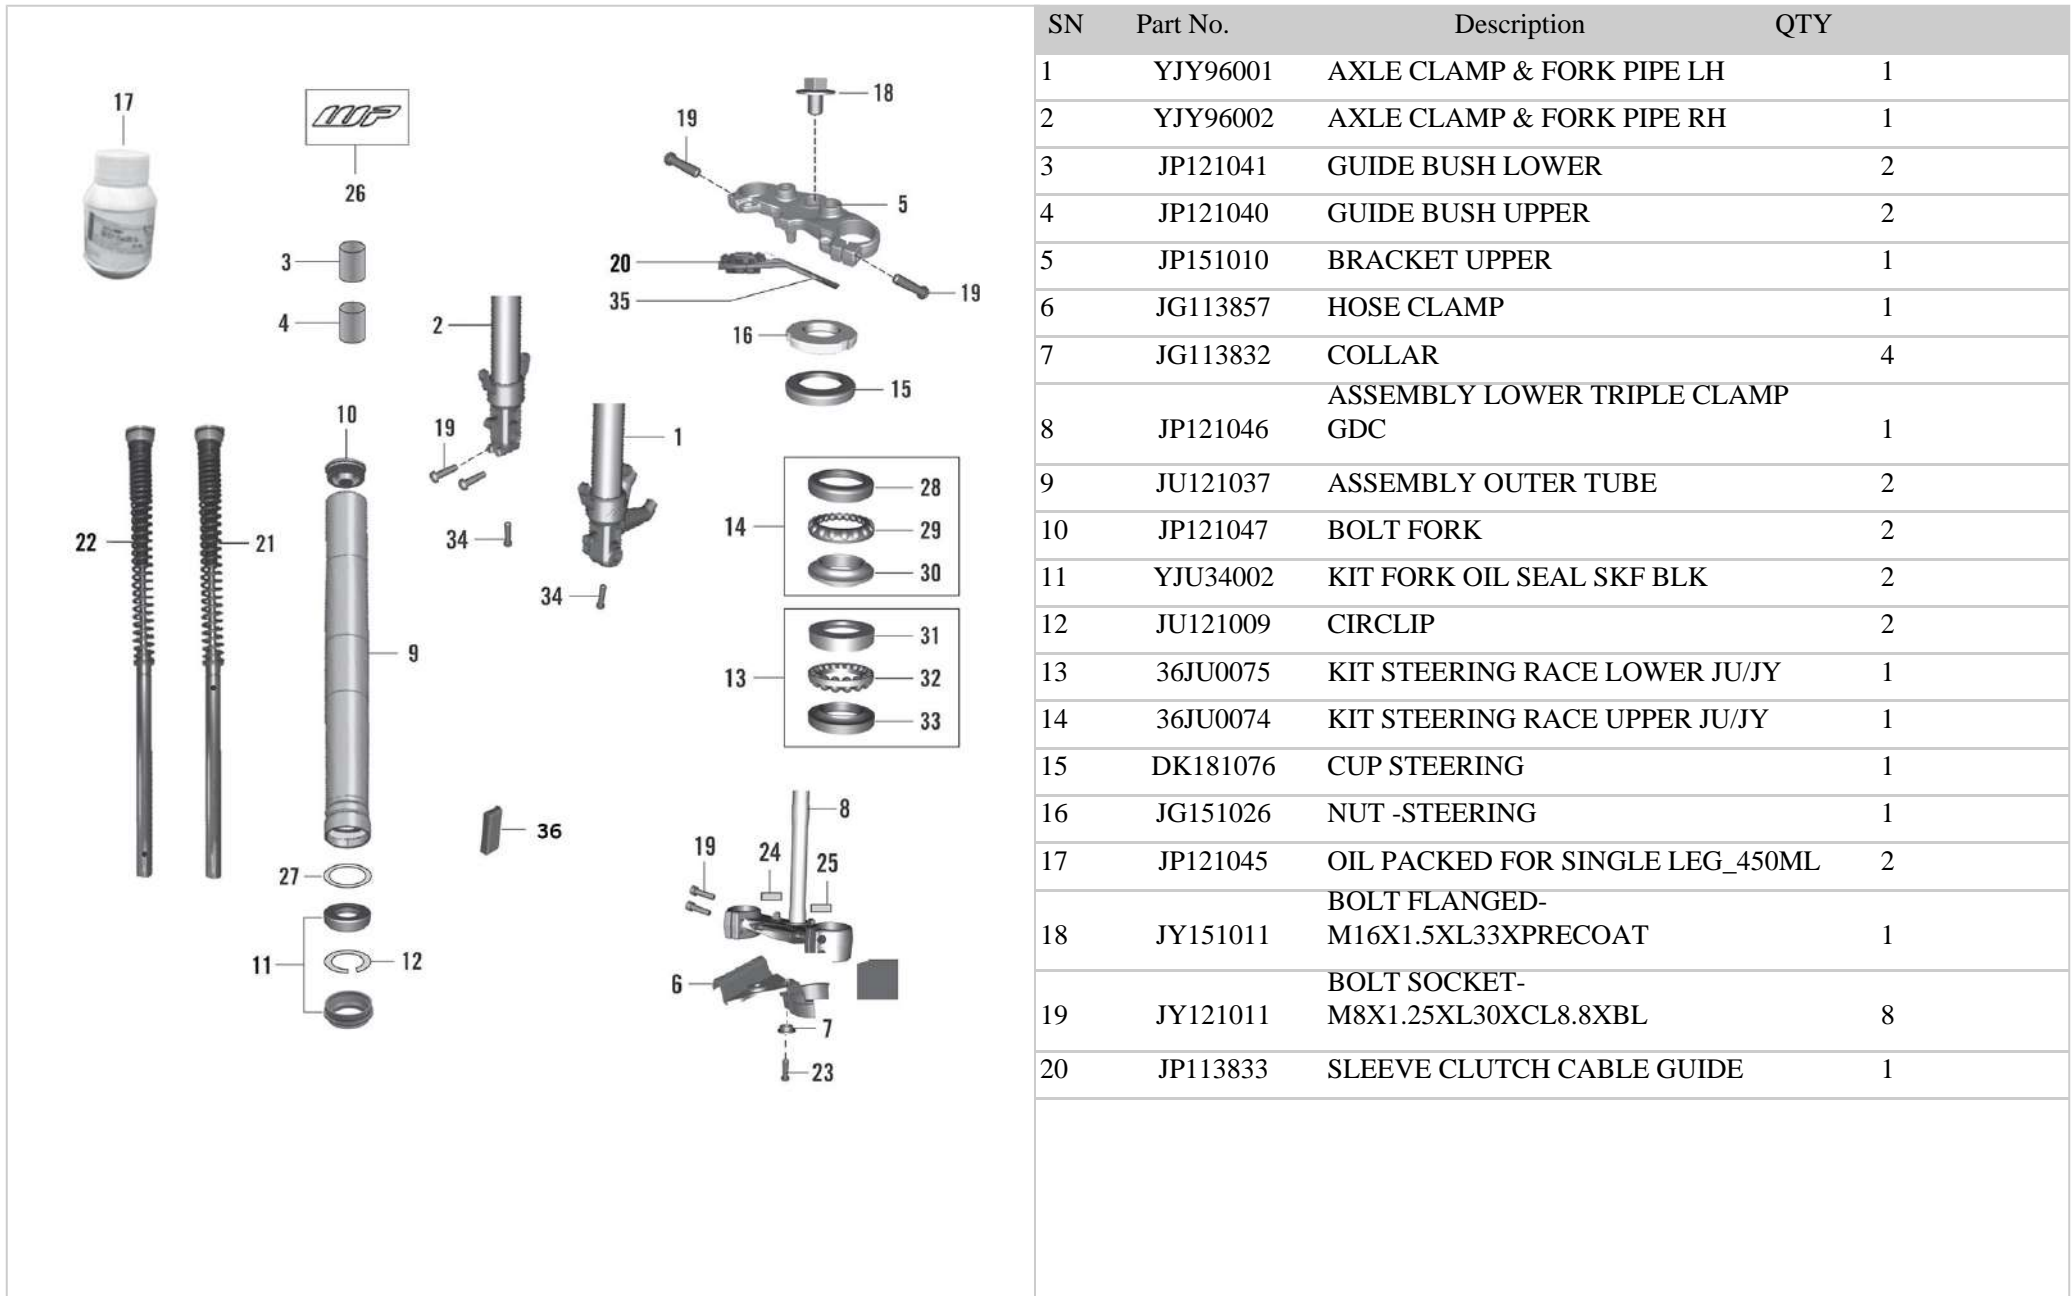 17
WP
26
3
4
10
22
21
9
27
11
12
2
19
1
34
34
36
18
19
5
20
35
19
16
15
14
28
29
30
13
31
32
33
8
19
24
25
6
7
23
SN Part No. Description QTY
1 YJY96001 AXLE CLAMP & FORK PIPE LH 1
2 YJY96002 AXLE CLAMP & FORK PIPE RH 1
3 JP121041 GUIDE BUSH LOWER 2
4 JP121040 GUIDE BUSH UPPER 2
5 JP151010 BRACKET UPPER 1
6 JG113857 HOSE CLAMP 1
7 JG113832 COLLAR 4
ASSEMBLY LOWER TRIPLE CLAMP
8 JP121046 GDC 1
9 JU121037 ASSEMBLY OUTER TUBE 2
10 JP121047 BOLT FORK 2
11 YJU34002 KIT FORK OIL SEAL SKF BLK 2
12 JU121009 CIRCLIP 2
13 36JU0075 KIT STEERING RACE LOWER JU/JY 1
14 36JU0074 KIT STEERING RACE UPPER JU/JY 1
15 DK181076 CUP STEERING 1
16 JG151026 NUT -STEERING 1
17 JP121045 OIL PACKED FOR SINGLE LEG_450ML 2
BOLT FLANGED-
18 JY151011 M16X1.5XL33XPRECOAT 1
BOLT SOCKET-
19 JY121011 M8X1.25XL30XCL8.8XBL 8
20 JP113833 SLEEVE CLUTCH CABLE GUIDE 1